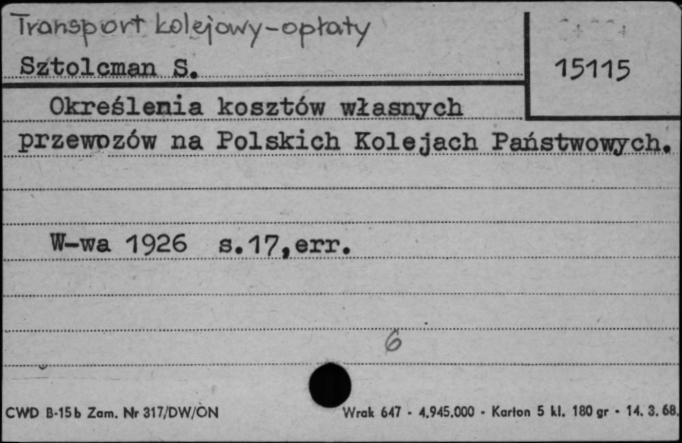 Transport kolejowy-opłaty
Sztolcman S.
15115
Określenia kosztów własnych
przewozów na Polskich Kolejach Państwowych.
W-wa 1926 s.17,err.
6
CWD B-15b Zam. Nr 317/DW/ON Wrak 647 - 4.945.000 - Karton 5 kl. 180 gr - 14. 3. 68.